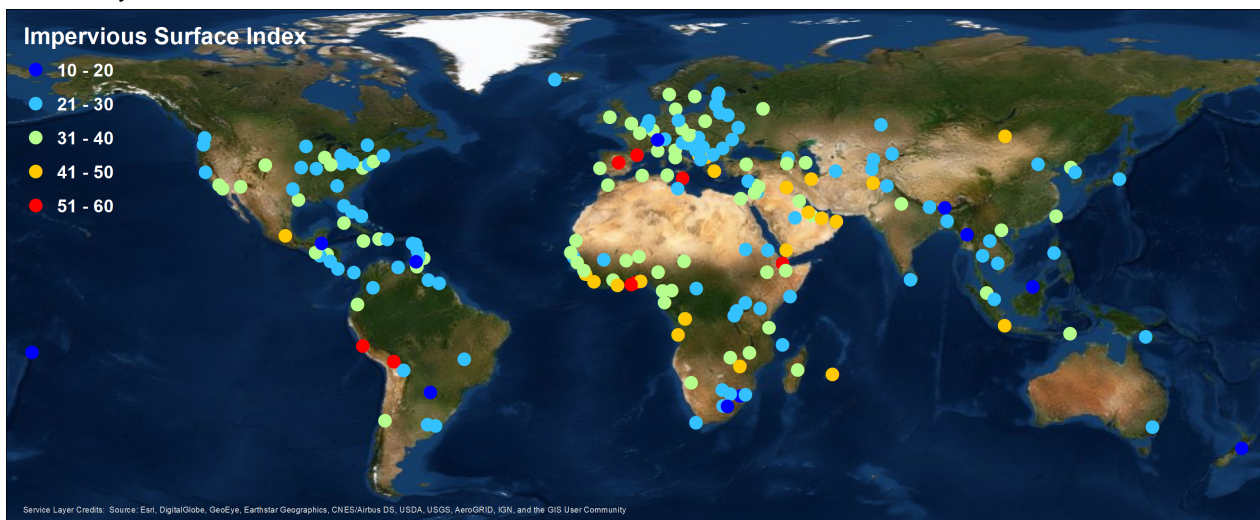 Impervious Surface Index
10 - 20
21 - 30
31 - 40
41 - 50
51 - 60
Service Layer Credits: Source: Esri, DigitalGlobe, GeoEye, Earthstar Geographics, CNES/Airbus DS, USDA, USGS, AeroGRID, IGN, and the GIS User Community